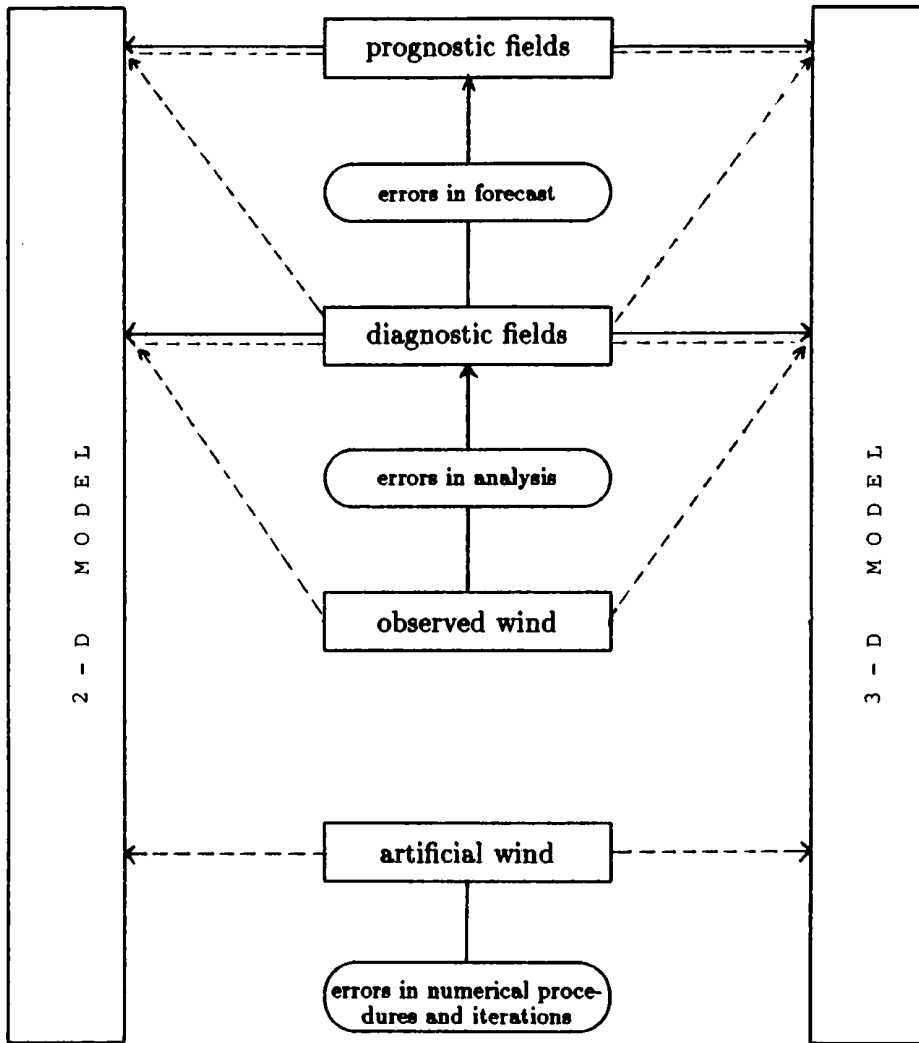 prognostic fields
errors in forecast
diagnostic fields
errors in analysis
observed wind
artificial wind
errors in numerical proce-
dures and iterations
2-D MODEL
3-D MODEL